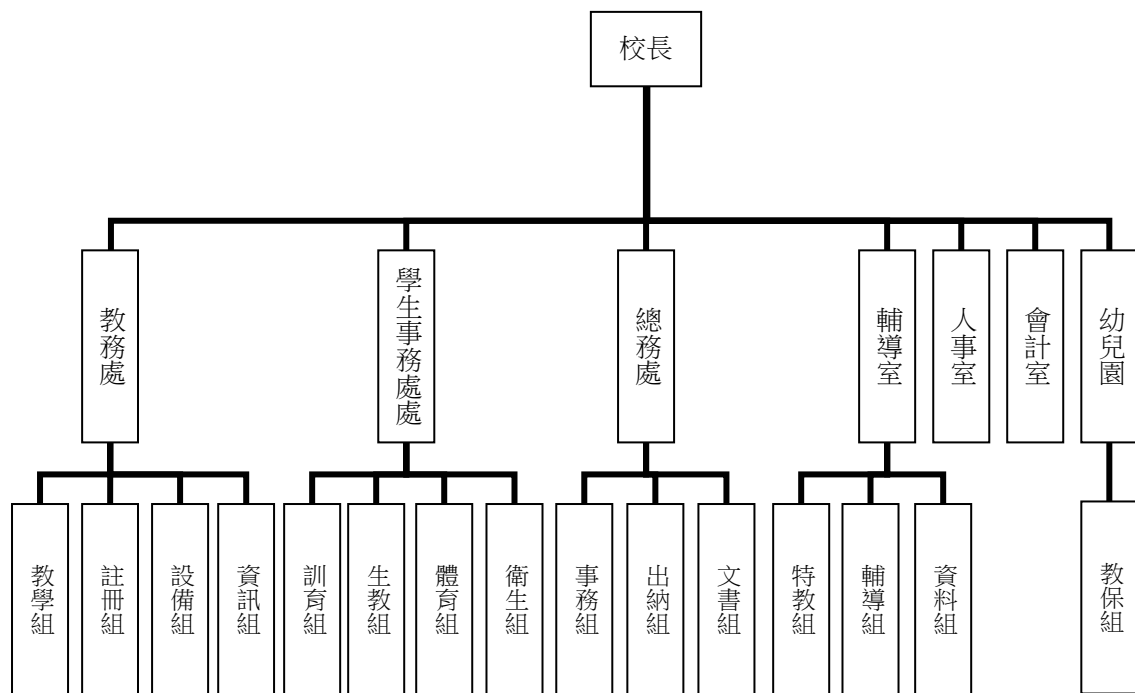 校長
教務處
學生事務處處
總務處
輔導室
人事室
會計室
幼兒園
教學組
註冊組
設備組
資訊組
訓育組
生教組
體育組
衛生組
事務組
出納組
文書組
特教組
輔導組
資料組
教保組